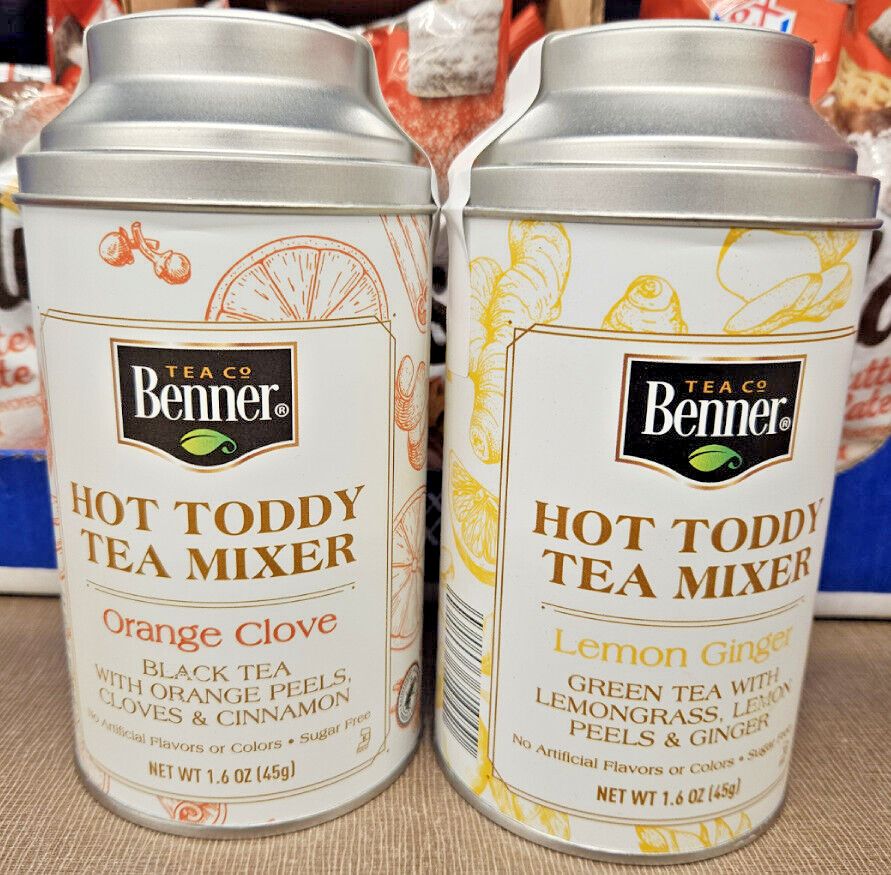 TEA Cº
Benner®
HOT TODDY
TEA MIXER
Orange Clove
BLACK TEA
WITH ORANGE PEELS,
CLOVES & CINNAMON
No Artificial Flavors or Colors • Sugar Free
NET WT 1.6 OZ (45g)
TEA Cº
Benner®
HOT TODDY
TEA MIXER
Lemon Ginger
GREEN TEA WITH
LEMONGRASS, LEMON
PEELS & GINGER
No Artificial Flavors or Colors • Sugar Free
NET WT 1.6 OZ (45g)